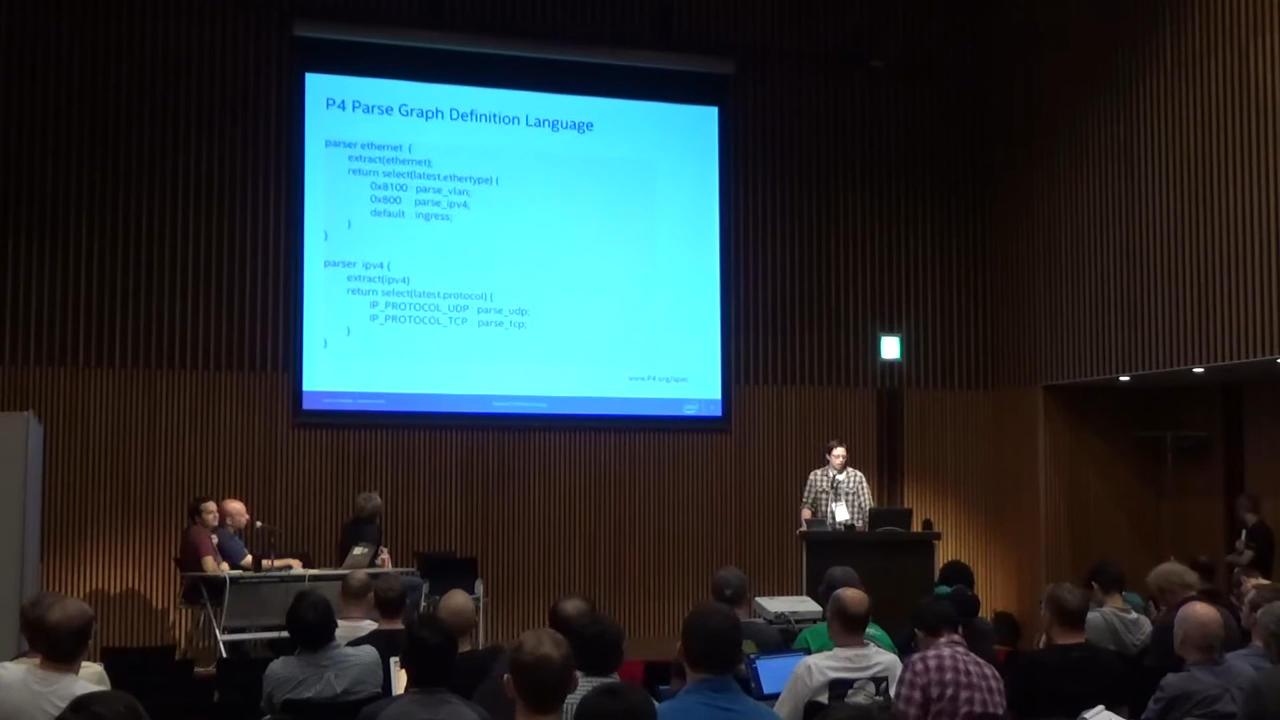 P4 Parse Graph Definition Language
parser ethernet {
extract(ethernet);
return select(latest.ethertype) {
0x8100 : parse_vlan;
0x800 : parse_ipv4;
default : ingress;
}
}
parser ipv4 {
extract(ipv4)
return select(latest.protocol) {
IP_PROTOCOL_UDP : parse_udp;
IP_PROTOCOL_TCP : parse_tcp;
}
}
www.P4.org/spec
intel